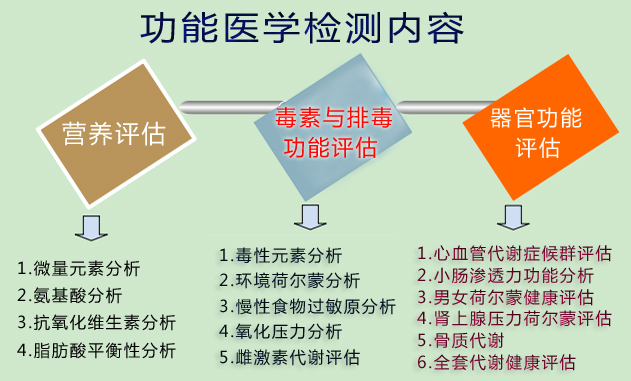 功能医学检测内容
营养评估
毒素与排毒
功能评估
器官功能
评估
1.微量元素分析
2.氨基酸分析
3.抗氧化维生素分析
4.脂肪酸平衡性分析
1.毒性元素分析
2.环境荷尔蒙分析
3.慢性食物过敏原分析
4.氧化压力分析
5.雌激素代谢评估
1.心血管代谢症候群评估
2.小肠渗透力功能分析
3.男女荷尔蒙健康评估
4.肾上腺压力荷尔蒙评估
5.骨质代谢
6.全套代谢健康评估